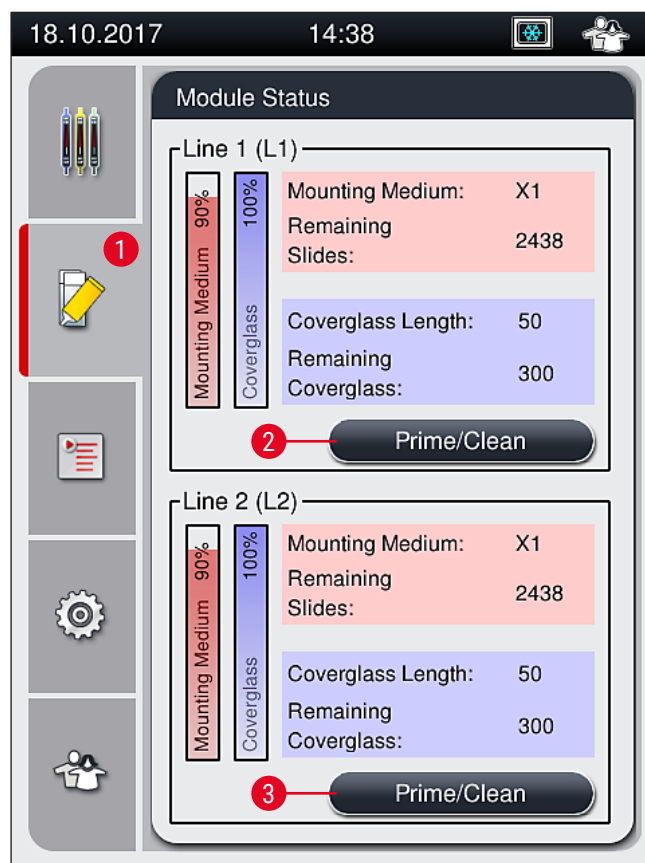 18.10.2017 14:38
Module Status
Line 1 (L1)
Mounting Medium 90%
Coverglass 100%
Mounting Medium: X1
Remaining
Slides: 2438
Coverglass Length: 50
Remaining
Coverglass: 300
Prime/Clean
Line 2 (L2)
Mounting Medium 90%
Coverglass 100%
Mounting Medium: X1
Remaining
Slides: 2438
Coverglass Length: 50
Remaining
Coverglass: 300
Prime/Clean
1
2
3